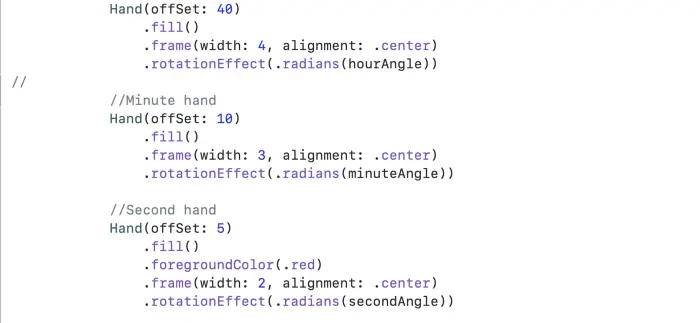 Hand(offSet: 40)
.fill()
.frame(width: 4, alignment: .center)
.rotationEffect(.radians(hourAngle))
//
//Minute hand
Hand(offSet: 10)
.fill()
.frame(width: 3, alignment: .center)
.rotationEffect(.radians(minuteAngle))
//Second hand
Hand(offSet: 5)
.fill()
.foregroundColor(.red)
.frame(width: 2, alignment: .center)
.rotationEffect(.radians(secondAngle))